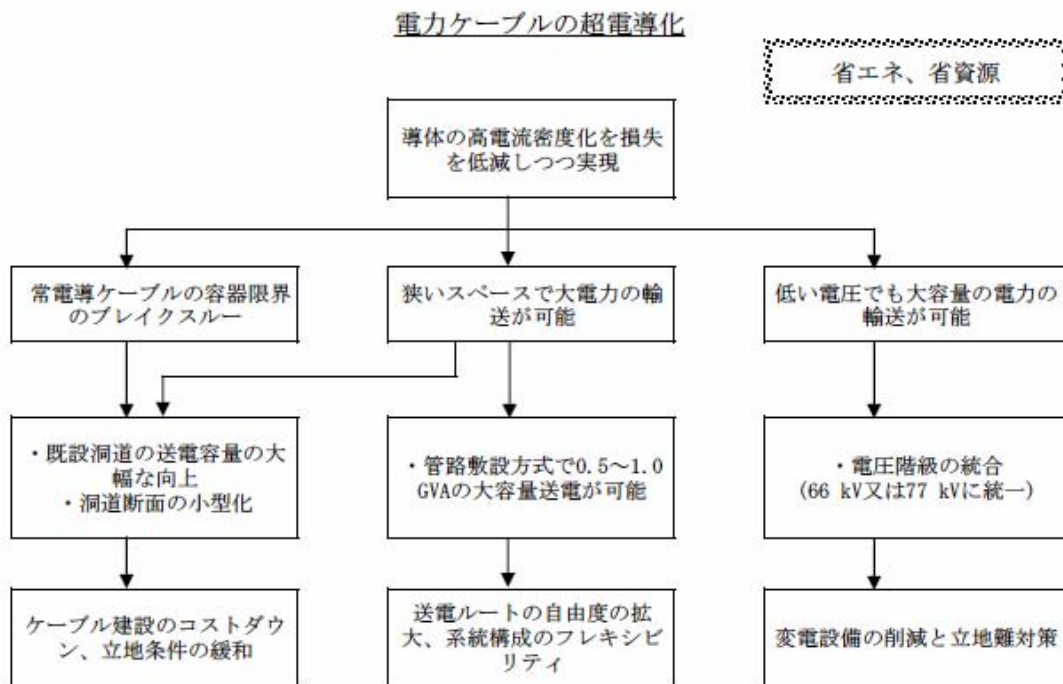 電力ケーブルの超電導化
省エネ、省資源
導体の高電流密度化を損失
を低減しつつ実現
常電導ケーブルの容器限界
のブレイクスルー
狭いスペースで大電力の輸
送が可能
低い電圧でも大容量の電力の
輸送が可能
・既設洞道の送電容量の大
幅な向上
・洞道断面の小型化
・管路敷設方式で0.5～1.0
GVAの大容量送電が可能
・電圧階級の統合
(66 kV又は77 kVに統一)
ケーブル建設のコストダウ
ン、立地条件の緩和
送電ルートの自由度の拡
大、系統構成のフレキシビ
リティ
変電設備の削減と立地難対策